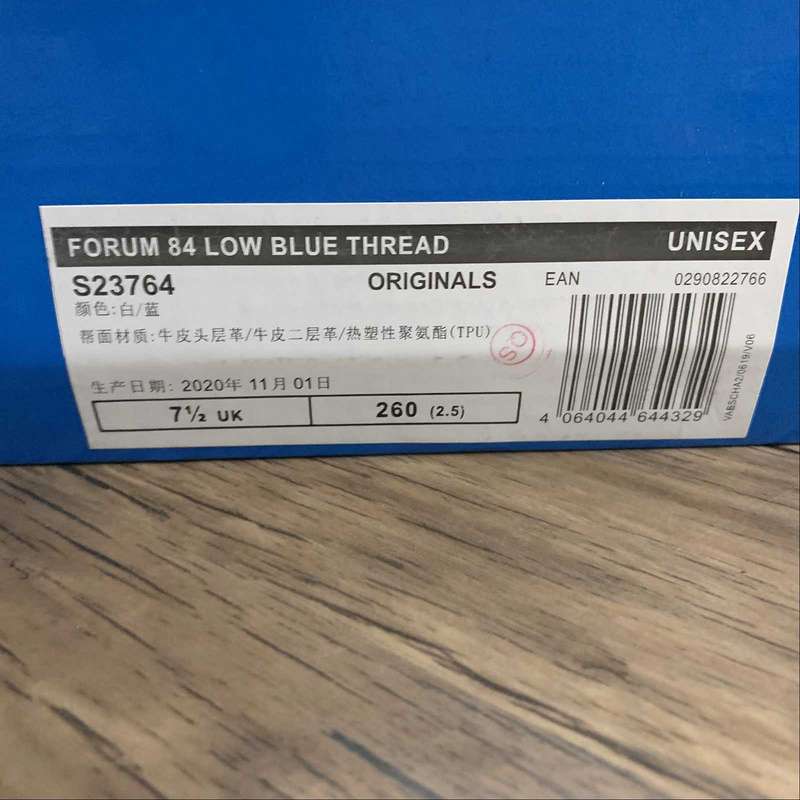 FORUM 84 LOW BLUE THREAD UNISEX
S23764 ORIGINALS EAN 0290822766
颜色:白/蓝
帮面材质:牛皮头层革/牛皮二层革/热塑性聚氨酯(TPU)
生产日期: 2020年 11月 01日
7½ UK 260 (2.5)
4 064044 644329
VABSCHA2/0619/V06